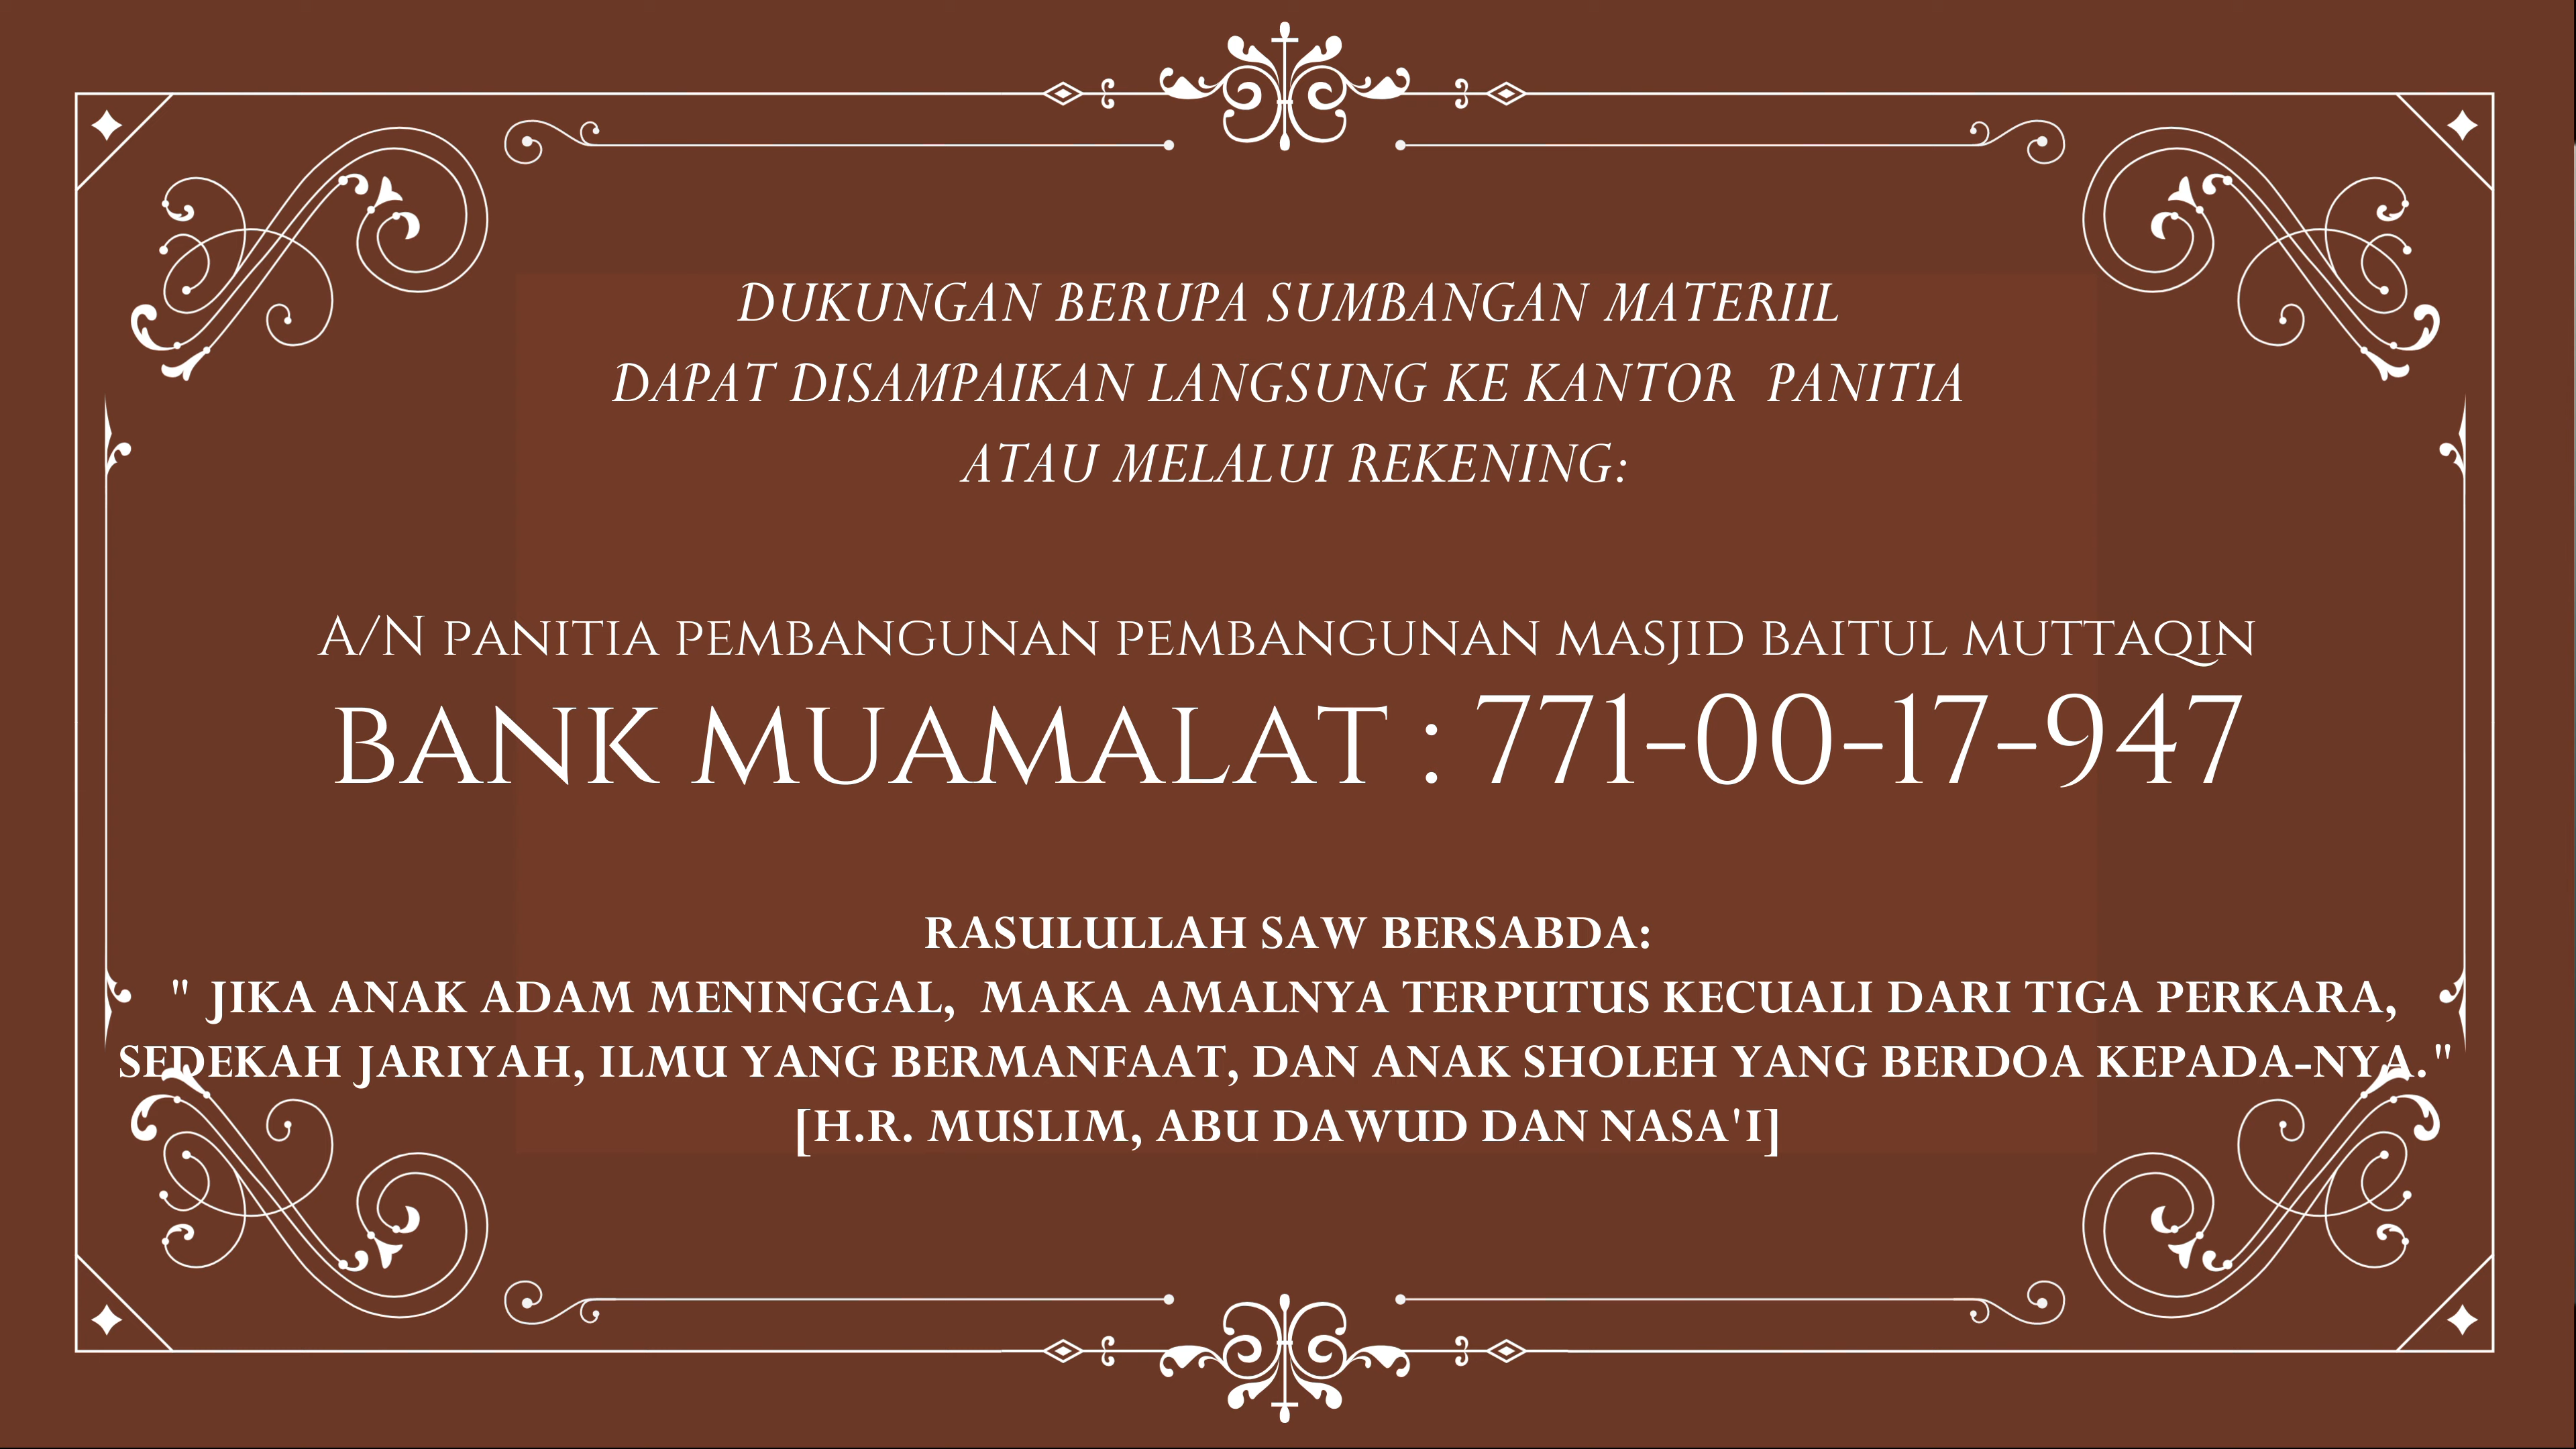 DUKUNGAN BERUPA SUMBANGAN MATERIIL
DAPAT DISAMPAIKAN LANGSUNG KE KANTOR PANITIA
ATAU MELALUI REKENING:
A/N PANITIA PEMBANGUNAN PEMBANGUNAN MASJID BAITUL MUTTAQIN
BANK MUAMALAT : 771-00-17-947
RASULULLAH SAW BERSABDA:
" JIKA ANAK ADAM MENINGGAL, MAKA AMALNYA TERPUTUS KECUALI DARI TIGA PERKARA,
SEDEKAH JARIYAH, ILMU YANG BERMANFAAT, DAN ANAK SHOLEH YANG BERDOA KEPADA-NYA."
[H.R. MUSLIM, ABU DAWUD DAN NASA'I]